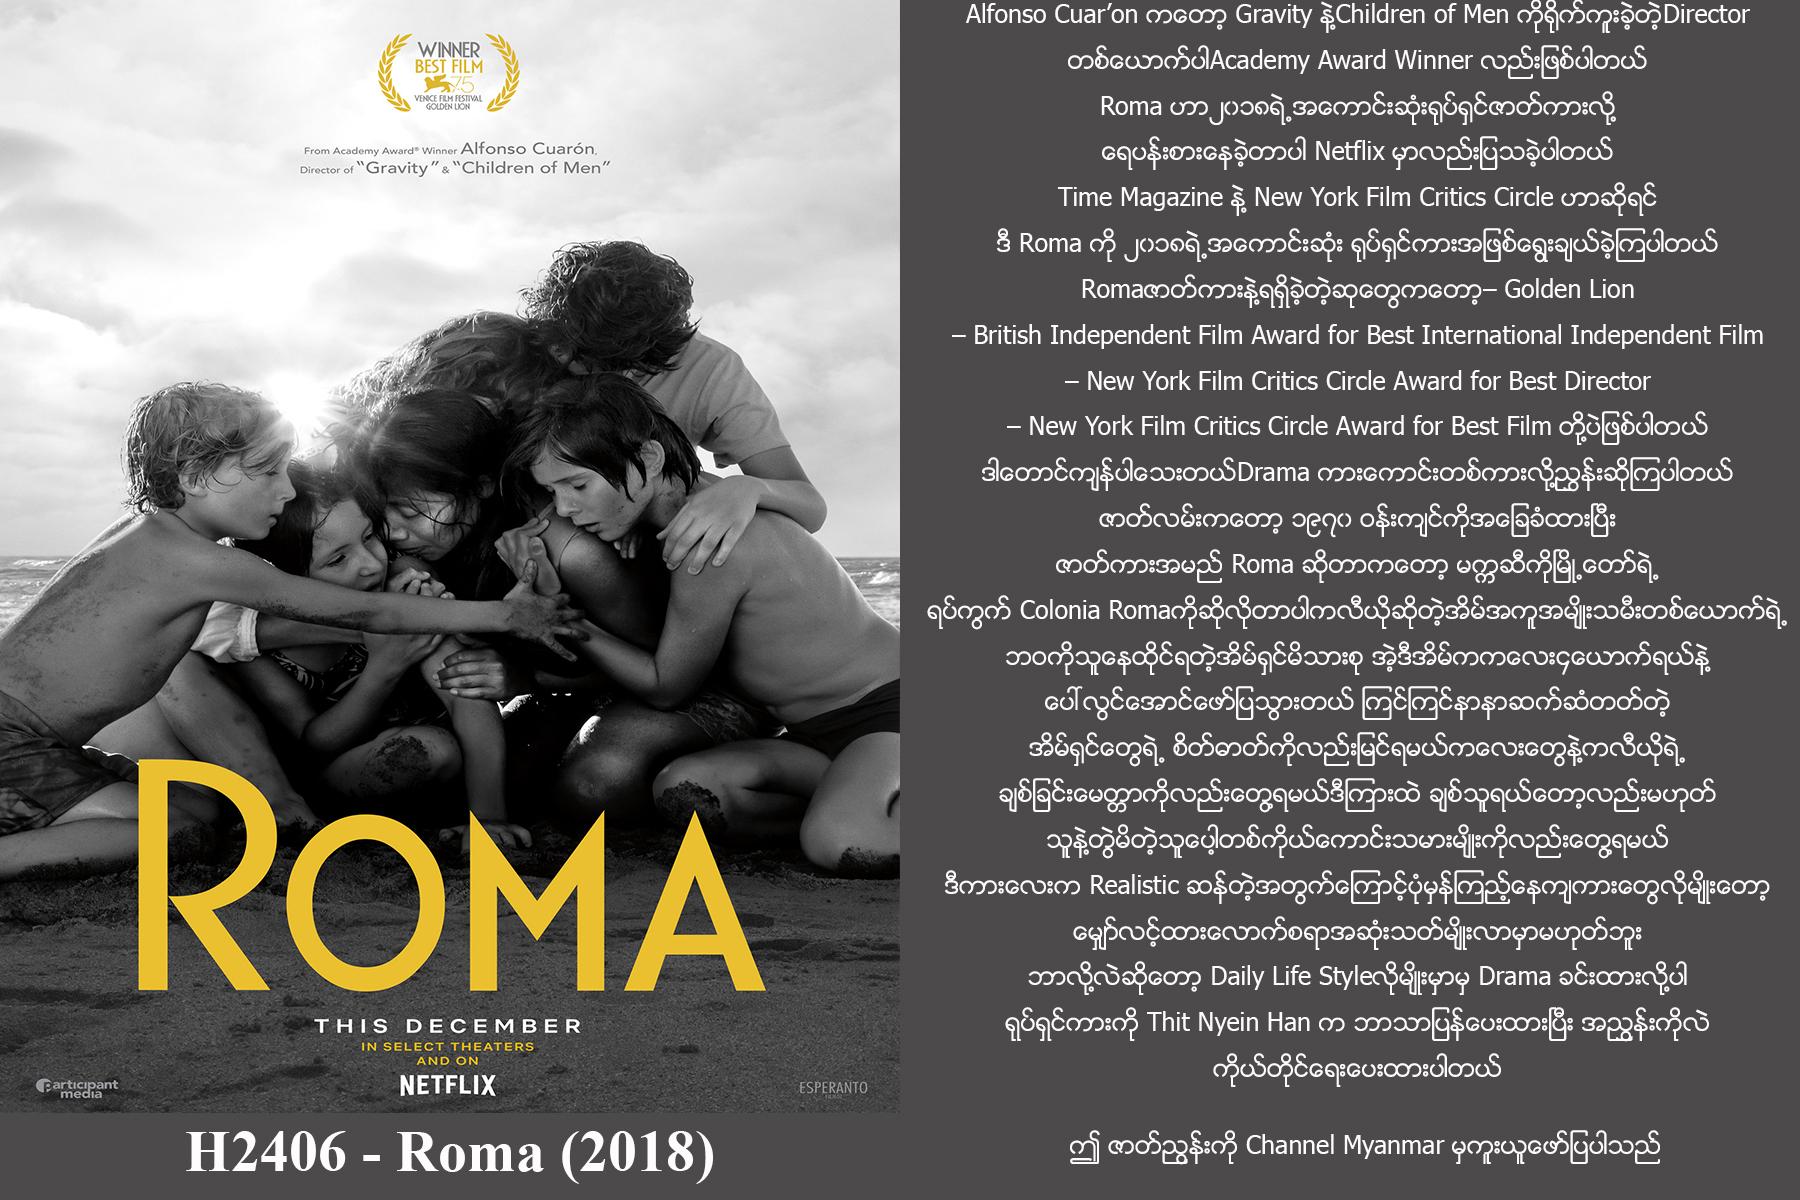 WINNER
BEST FILM
75
VENICE FILM FESTIVAL
GOLDEN LION
From Academy Award® Winner Alfonso Cuarón,
Director of "Gravity" & "Children of Men"
ROMA
THIS DECEMBER
IN SELECT THEATERS
AND ON
NETFLIX
Participant media
ESPERANTO
H2406 - Roma (2018)
Alfonso Cuar’on ကတော့ Gravity နဲ့Children of Men ကိုရိုက်ကူးခဲ့တဲ့Director
တစ်ယောက်ပါAcademy Award Winner လည်းဖြစ်ပါတယ်
Roma ဟာ၂၀၁၈ရဲ့အကောင်းဆုံးရုပ်ရှင်ဇာတ်ကားလို့
ရေပန်းစားနေခဲ့တာပါ Netflix မှာလည်းပြသခဲ့ပါတယ်
Time Magazine နဲ့ New York Film Critics Circle ဟာဆိုရင်
ဒီ Roma ကို ၂၀၁၈ရဲ့အကောင်းဆုံး ရုပ်ရှင်ကားအဖြစ်ရွေးချယ်ခဲ့ကြပါတယ်
Romaဇာတ်ကားနဲ့ရရှိခဲ့တဲ့ဆုတွေကတော့– Golden Lion
– British Independent Film Award for Best International Independent Film
– New York Film Critics Circle Award for Best Director
– New York Film Critics Circle Award for Best Film တို့ပဲဖြစ်ပါတယ်
ဒါတောင်ကျန်ပါသေးတယ်Drama ကားကောင်းတစ်ကားလို့ညွှန်းဆိုကြပါတယ်
ဇာတ်လမ်းကတော့ ၁၉၇၀ ဝန်းကျင်ကိုအခြေခံထားပြီး
ဇာတ်ကားအမည် Roma ဆိုတာကတော့ မက္ကဆီကိုမြို့တော်ရဲ့
ရပ်ကွက် Colonia Romaကိုဆိုလိုတာပါကလီယိုဆိုတဲ့အိမ်အကူအမျိုးသမီးတစ်ယောက်ရဲ့
ဘဝကိုသူနေထိုင်ရတဲ့အိမ်ရှင်မိသားစု အဲ့ဒီအိမ်ကကလေး၄ယောက်ရယ်နဲ့
ပေါ်လွင်အောင်ဖော်ပြသွားတယ် ကြင်ကြင်နာနာဆက်ဆံတတ်တဲ့
အိမ်ရှင်တွေရဲ့ စိတ်ဓာတ်ကိုလည်းမြင်ရမယ်ကလေးတွေနဲ့ကလီယိုရဲ့
ချစ်ခြင်းမေတ္တာကိုလည်းတွေ့ရမယ်ဒီကြားထဲ ချစ်သူရယ်တော့လည်းမဟုတ်
သူနဲ့တွဲမိတဲ့သူပေါ့တစ်ကိုယ်ကောင်းသမားမျိုးကိုလည်းတွေ့ရမယ်
ဒီကားလေးက Realistic ဆန်တဲ့အတွက်ကြောင့်ပုံမှန်ကြည့်နေကျကားတွေလိုမျိုးတော့
မျှော်လင့်ထားလောက်စရာအဆုံးသတ်မျိုးလာမှာမဟုတ်ဘူး
ဘာလို့လဲဆိုတော့ Daily Life Styleလိုမျိုးမှာမှ Drama ခင်းထားလို့ပါ
ရုပ်ရှင်ကားကို Thit Nyein Han က ဘာသာပြန်ပေးထားပြီး အညွှန်းကိုလဲ
ကိုယ်တိုင်ရေးပေးထားပါတယ်
ဤ ဇာတ်ညွှန်းကို Channel Myanmar မှကူးယူဖော်ပြပါသည်